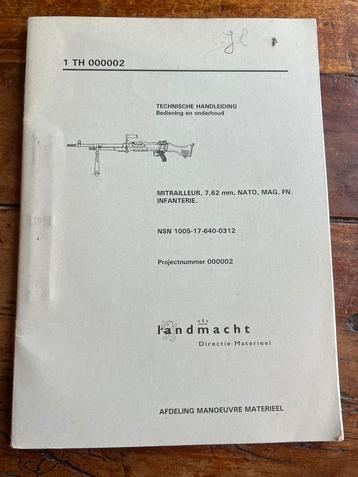 1 TH 000002
TECHNISCHE HANDLEIDING
Bediening en onderhoud
MITRAILLEUR, 7,62 mm, NATO, MAG, FN.
INFANTERIE.
NSN 1005-17-640-0312
Projectnummer 000002
landmacht
Directie Materieel
AFDELING MANOEUVRE MATERIEEL